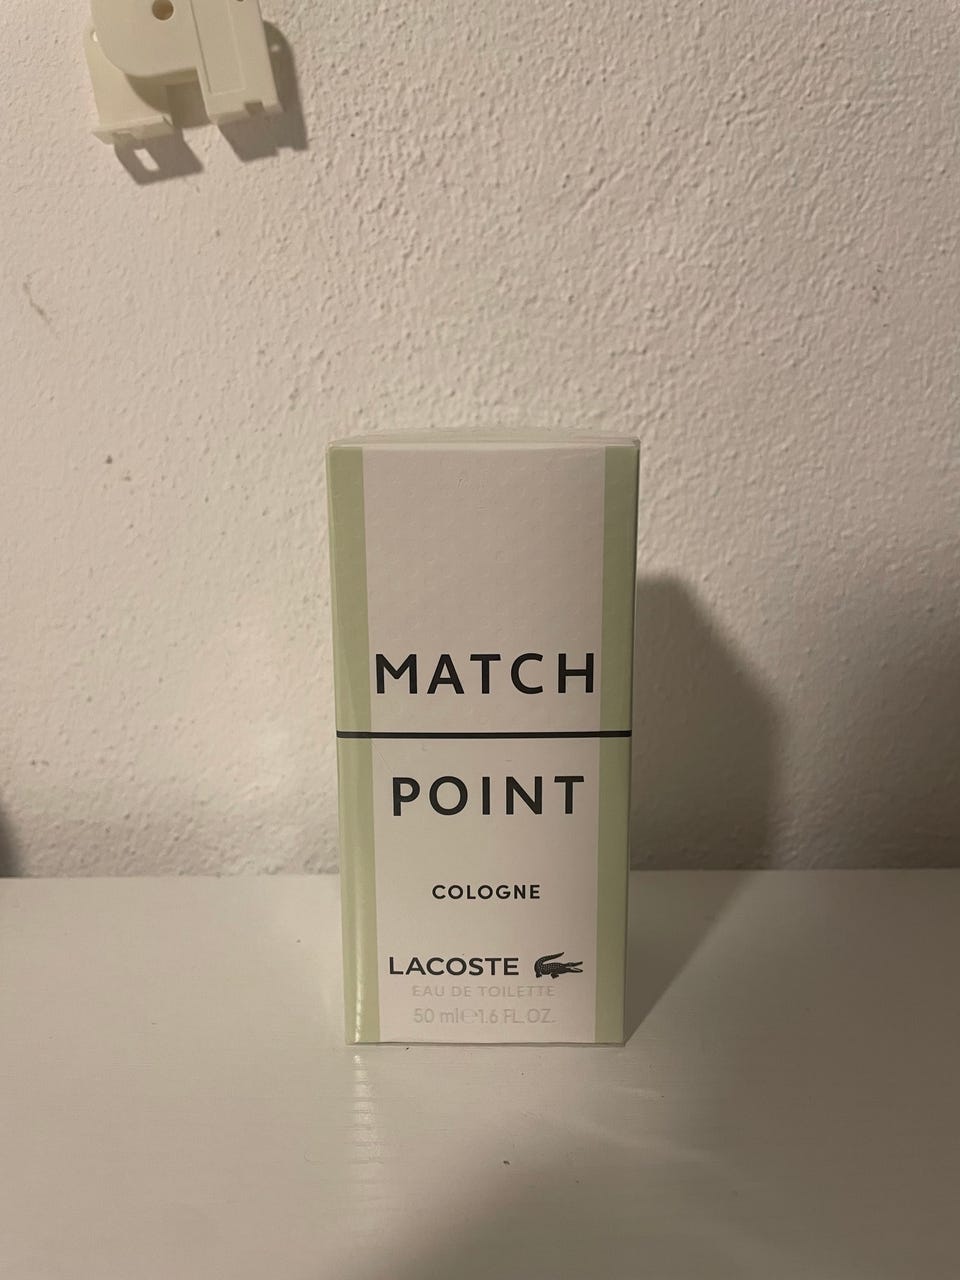 MATCH
POINT
COLOGNE
LACOSTE
EAU DE TOILETTE
50 ml ℮ 1.6 FL.OZ.